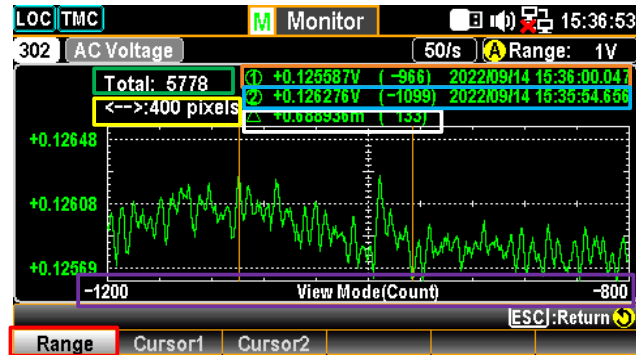 LOC TMC M Monitor 15:36:53
302 AC Voltage 50/s A Range: 1V
Total: 5778 ① +0.125587V (-966) 2022/09/14 15:36:00.047
<-->:400 pixels ② +0.126276V (-1099) 2022/09/14 15:35:54.656
△ +0.688936m (133)
+0.12648
+0.12608
+0.12569
-1200 View Mode(Count) -800
[ESC]:Return
Range Cursor1 Cursor2